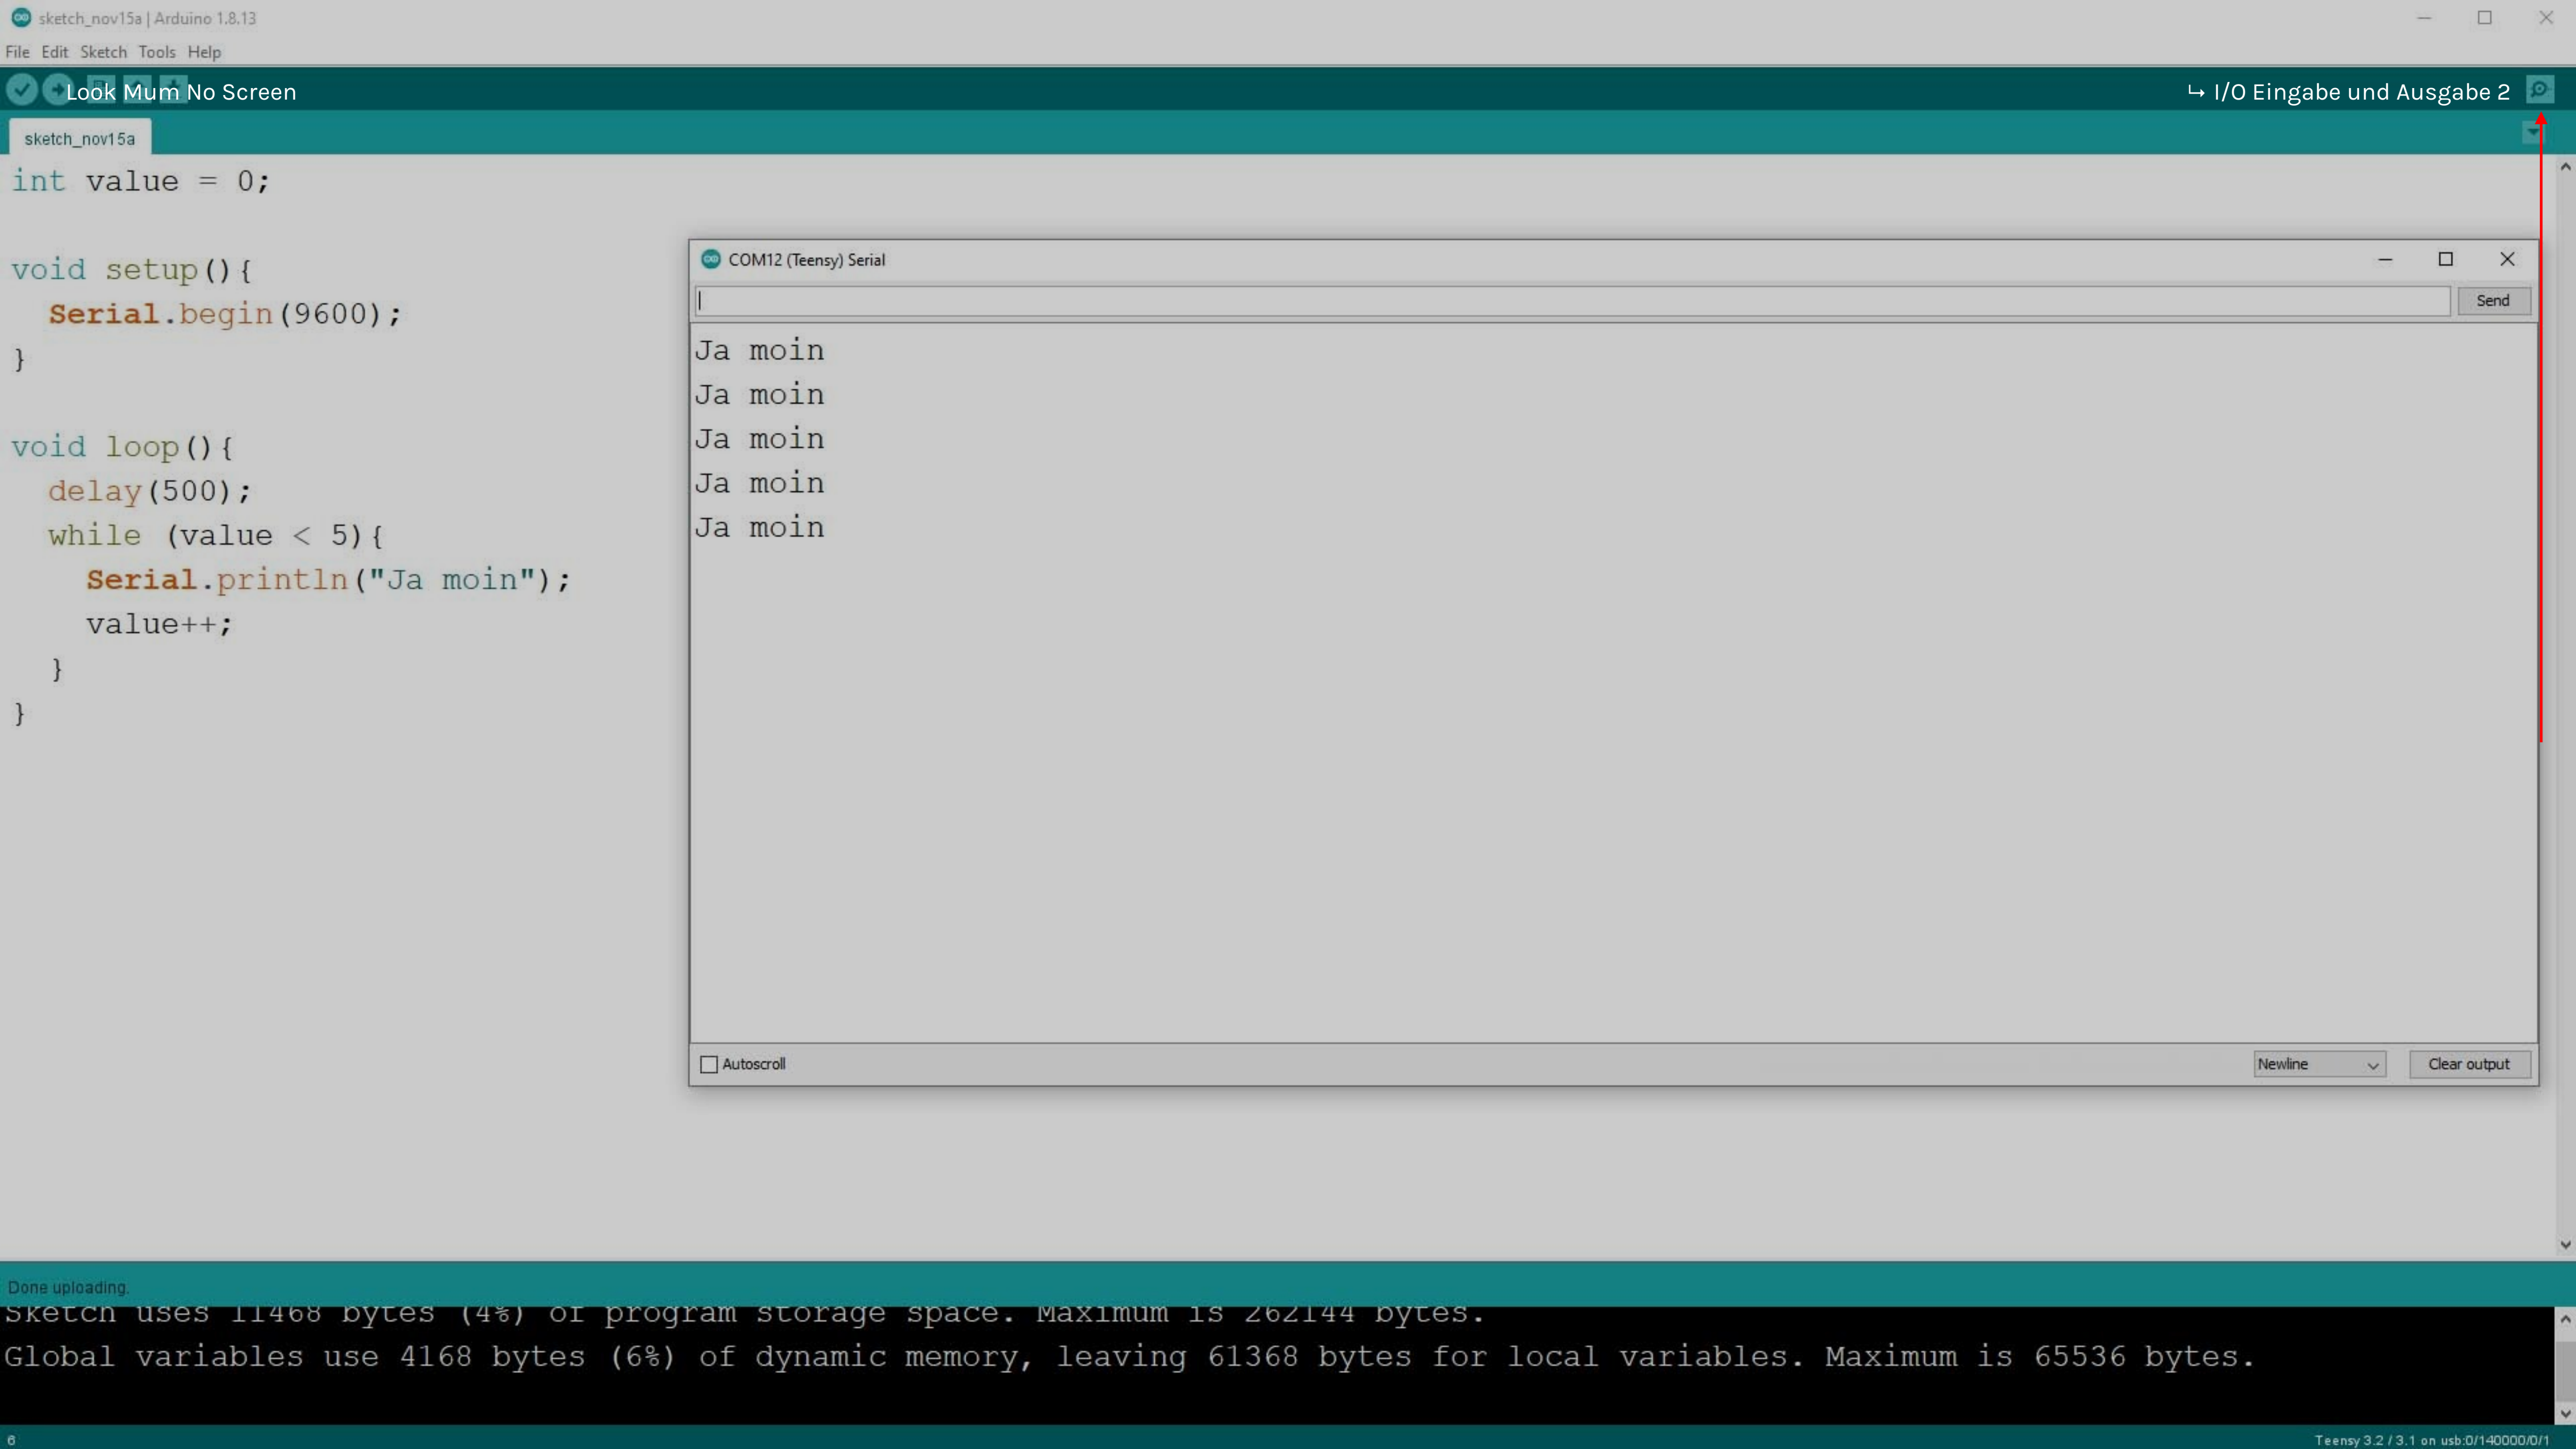 sketch_nov15a | Arduino 1.8.13
File Edit Sketch Tools Help
Look Mum No Screen
↳ I/O Eingabe und Ausgabe 2
sketch_nov15a
int value = 0;
void setup(){
Serial.begin(9600);
}
void loop(){
delay(500);
while (value < 5){
Serial.println("Ja moin");
value++;
}
}
COM12 (Teensy) Serial
Send
Ja moin
Ja moin
Ja moin
Ja moin
Ja moin
Autoscroll
Newline
Clear output
Done uploading.
Sketch uses 11468 bytes (4%) of program storage space. Maximum is 262144 bytes.
Global variables use 4168 bytes (6%) of dynamic memory, leaving 61368 bytes for local variables. Maximum is 65536 bytes.
6
Teensy 3.2 / 3.1 on usb:0/140000/0/1